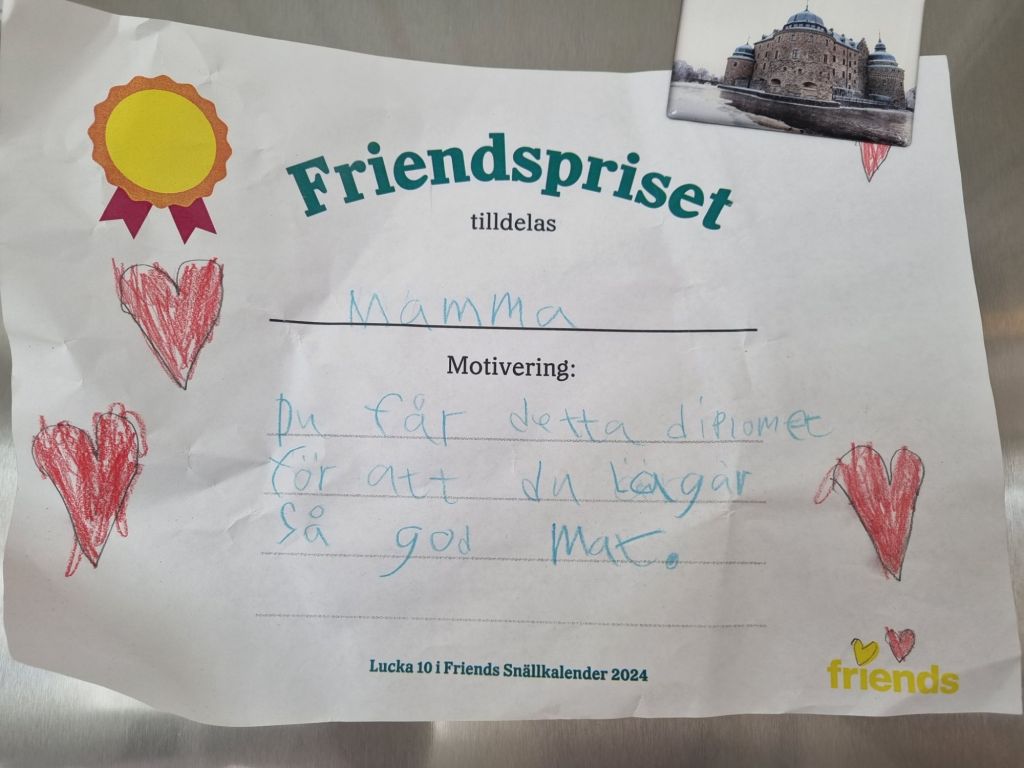 Friendspriset
tilldelas
Mamma
Motivering:
Du får detta diplomet
för att du lagar
så god mat.
Lucka 10 i Friends Snällkalender 2024
friends